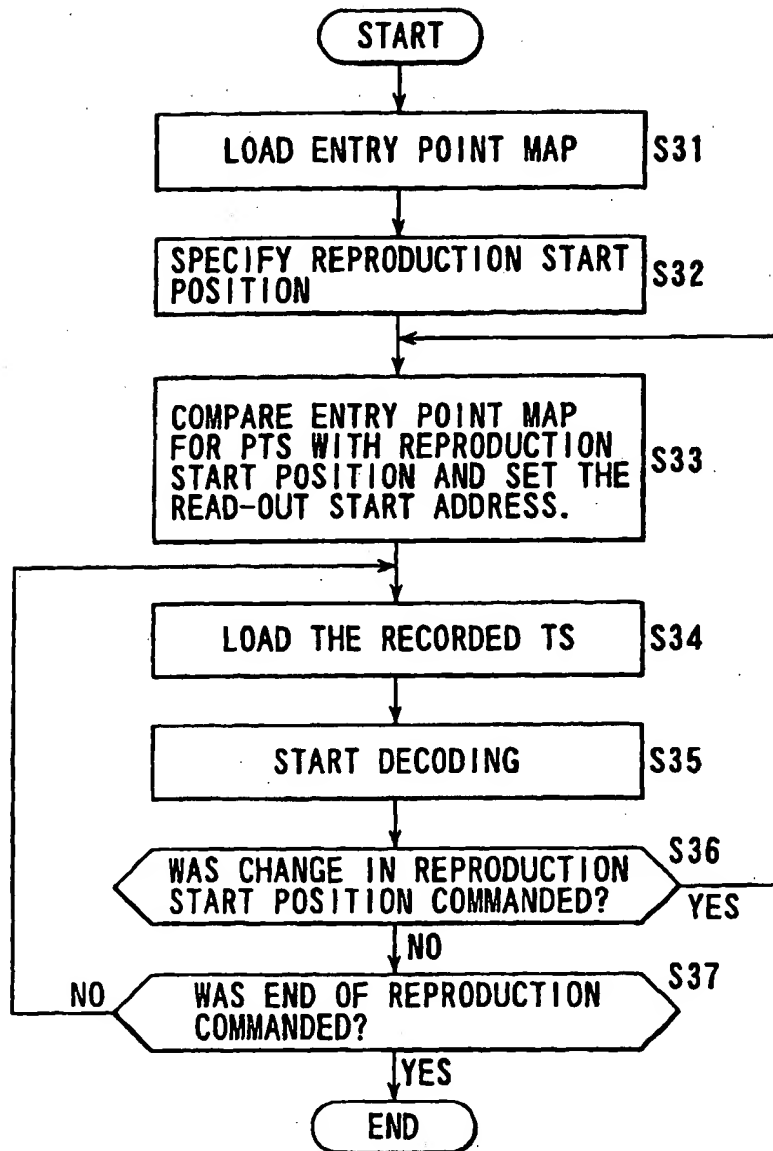 START
LOAD ENTRY POINT MAP
S31
SPECIFY REPRODUCTION START
POSITION
S32
COMPARE ENTRY POINT MAP
FOR PTS WITH REPRODUCTION
START POSITION AND SET THE
READ-OUT START ADDRESS.
S33
LOAD THE RECORDED TS
S34
START DECODING
S35
WAS CHANGE IN REPRODUCTION
START POSITION COMMANDED?
S36
YES
NO
WAS END OF REPRODUCTION
COMMANDED?
S37
NO
YES
END